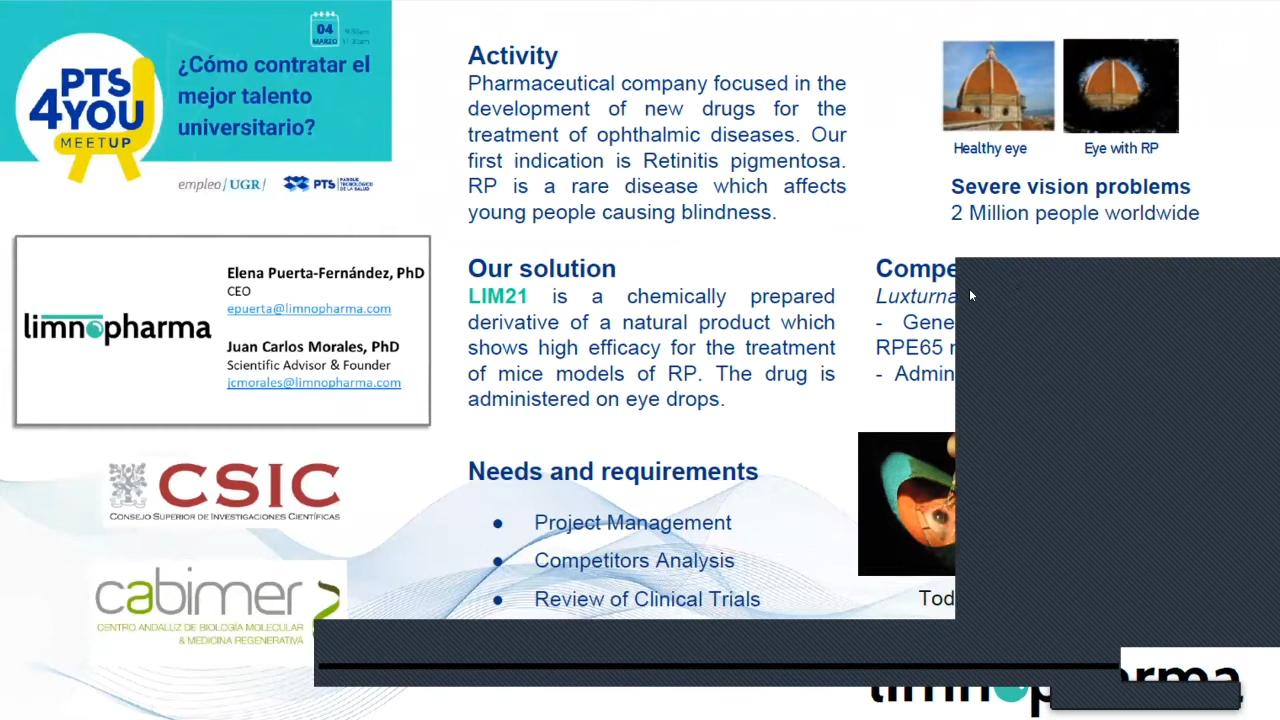 04
MARZO
¿Cómo contratar el
mejor talento
universitario?
PTS
4YOU
MEETUP
empleo/UGR/
PTS PARQUE TECNOLÓGICO DE LA SALUD
Elena Puerta-Fernández, PhD
CEO
epuerta@limnopharma.com
limnopharma
Juan Carlos Morales, PhD
Scientific Advisor & Founder
jcmorales@limnopharma.com
CSIC
CONSEJO SUPERIOR DE INVESTIGACIONES CIENTÍFICAS
cabimer
CENTRO ANDALUZ DE BIOLOGÍA MOLECULAR
& MEDICINA REGENERATIVA
Activity
Pharmaceutical company focused in the
development of new drugs for the
treatment of ophthalmic diseases. Our
first indication is Retinitis pigmentosa.
RP is a rare disease which affects
young people causing blindness.
Healthy eye
Eye with RP
Severe vision problems
2 Million people worldwide
Our solution
LIM21 is a chemically prepared
derivative of a natural product which
shows high efficacy for the treatment
of mice models of RP. The drug is
administered on eye drops.
Luxturna
RPE65
Needs and requirements
● Project Management
● Competitors Analysis
● Review of Clinical Trials